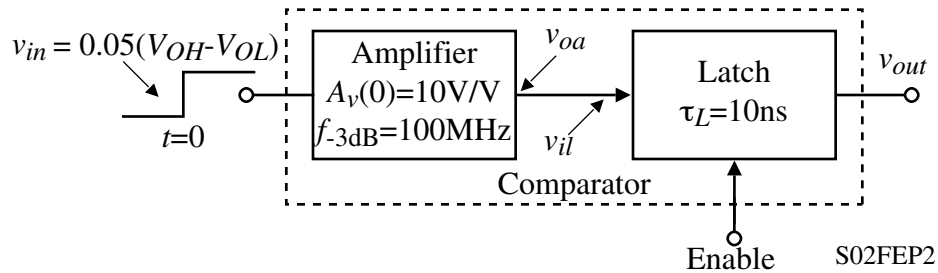 v_in = 0.05(V_OH-V_OL)
t=0
Amplifier
A_v(0)=10V/V
f_-3dB=100MHz
v_oa
v_il
Latch
τ_L=10ns
v_out
Comparator
Enable
S02FEP2